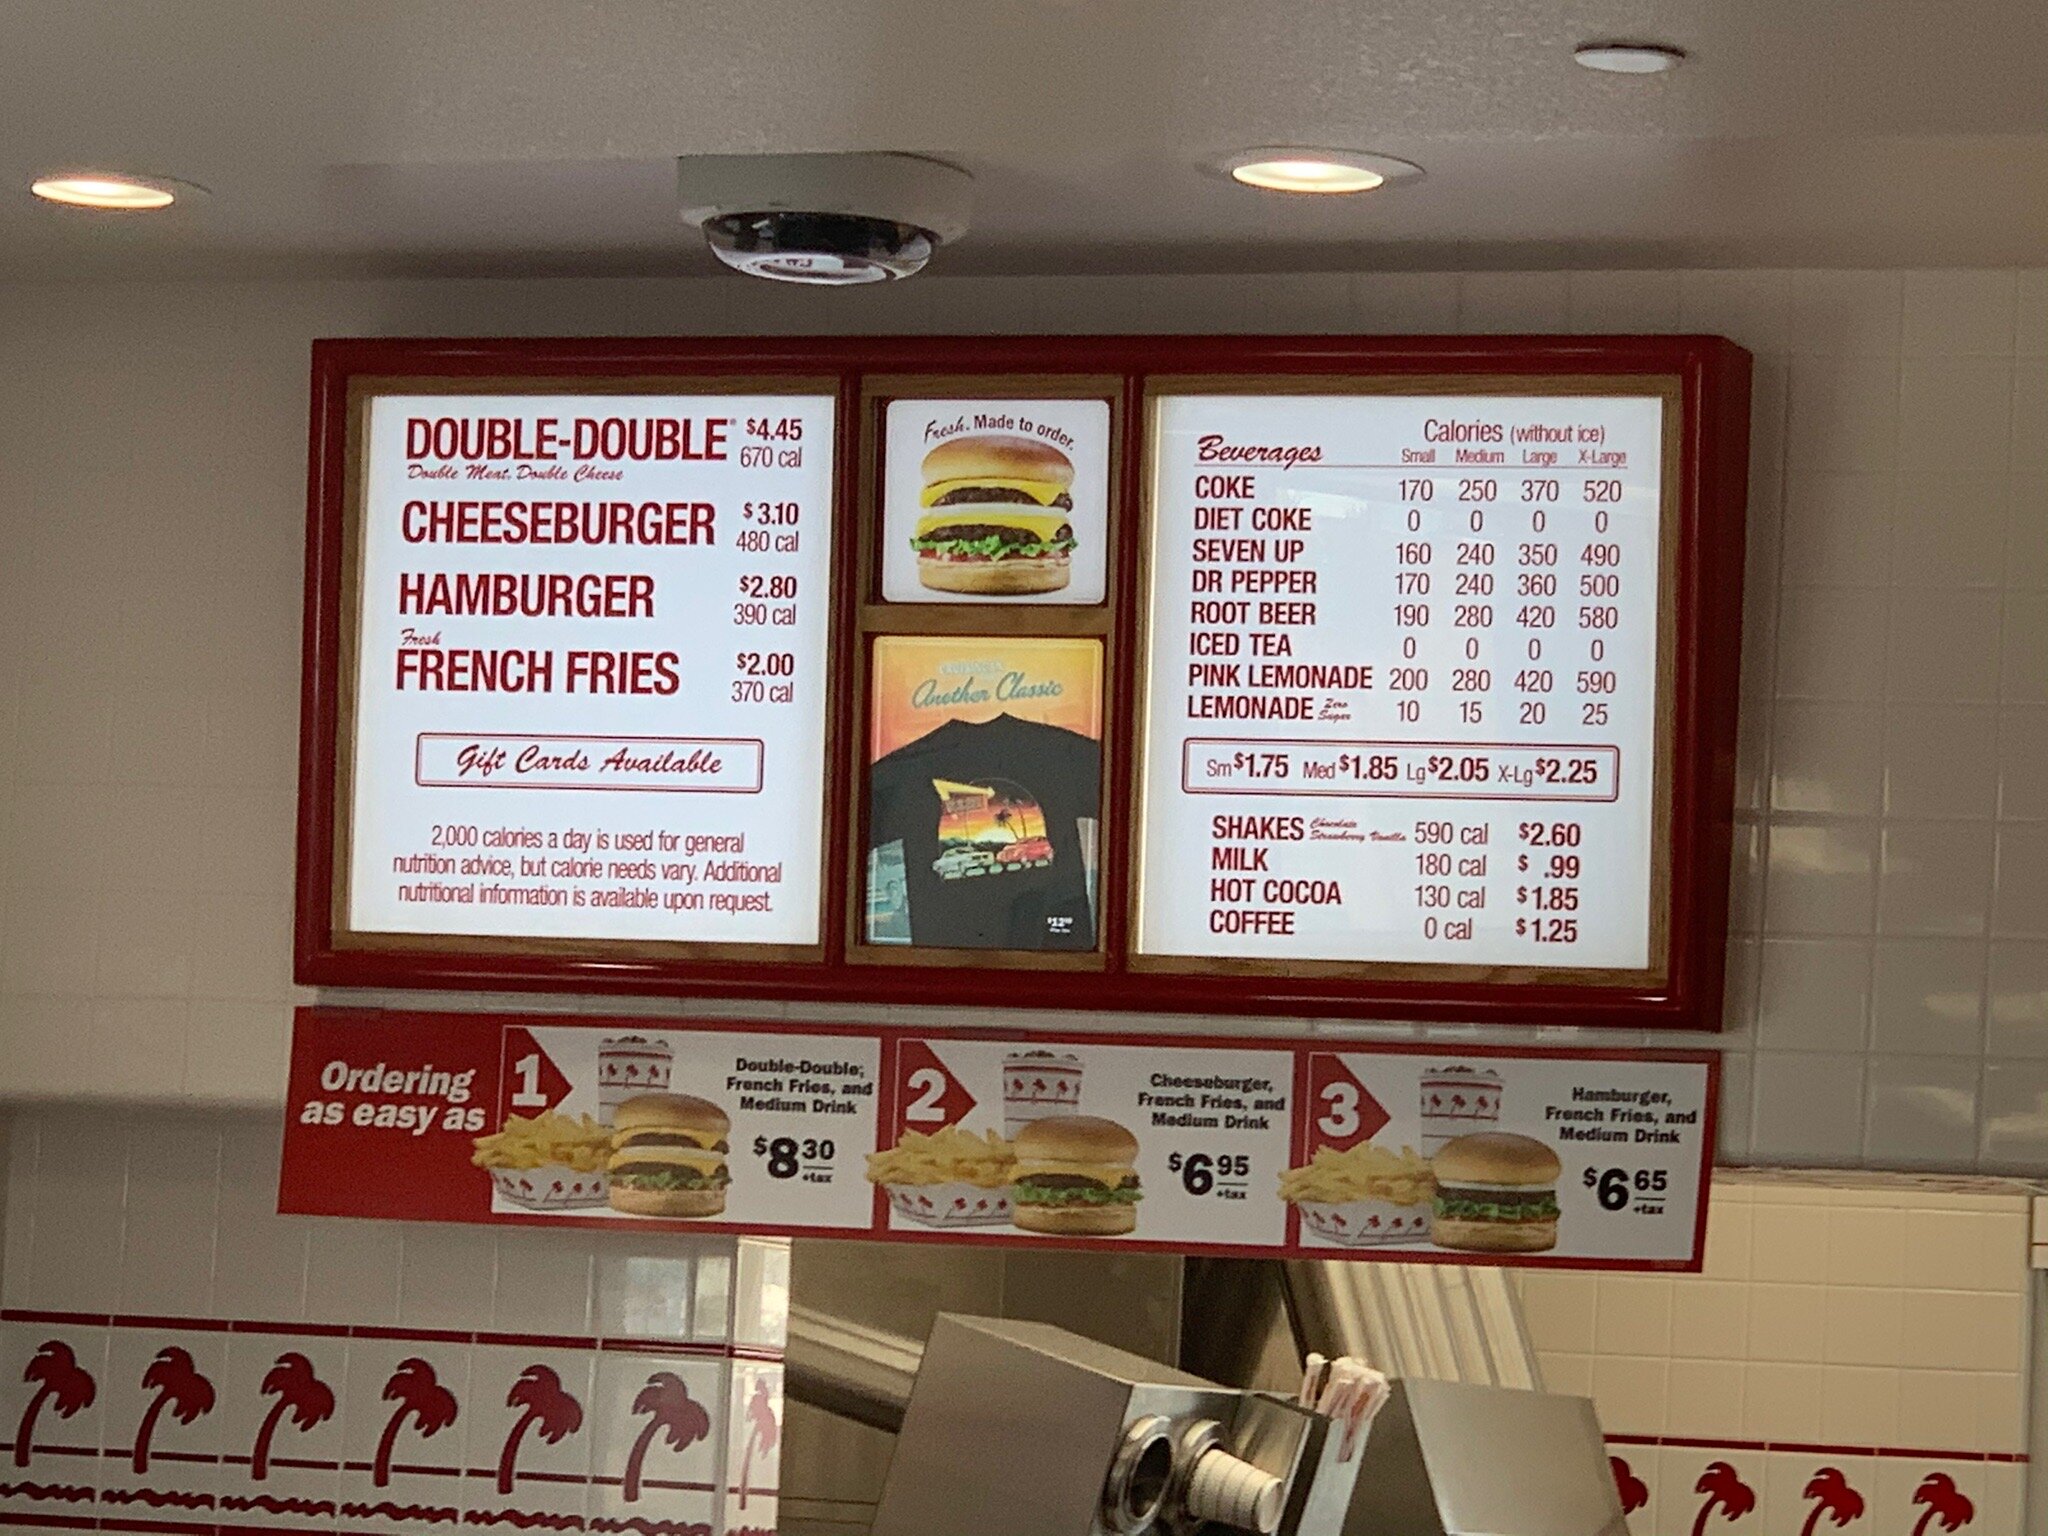 DOUBLE-DOUBLE® $4.45
Double Meat, Double Cheese 670 cal
CHEESEBURGER $3.10
480 cal
HAMBURGER $2.80
390 cal
Fresh
FRENCH FRIES $2.00
370 cal
Gift Cards Available
2,000 calories a day is used for general
nutrition advice, but calorie needs vary. Additional
nutritional information is available upon request.
Fresh. Made to order.
Another Classic
Calories (without ice)
Beverages Small Medium Large X-Large
COKE 170 250 370 520
DIET COKE 0 0 0 0
SEVEN UP 160 240 350 490
DR PEPPER 170 240 360 500
ROOT BEER 190 280 420 580
ICED TEA 0 0 0 0
PINK LEMONADE 200 280 420 590
LEMONADE Zero Sugar 10 15 20 25
Sm $1.75 Med $1.85 Lg $2.05 X-Lg $2.25
SHAKES Chocolate Strawberry Vanilla 590 cal $2.60
MILK 180 cal $ .99
HOT COCOA 130 cal $1.85
COFFEE 0 cal $1.25
Ordering
as easy as
1
Double-Double,
French Fries, and
Medium Drink
$8.30
+tax
2
Cheeseburger,
French Fries, and
Medium Drink
$6.95
+tax
3
Hamburger,
French Fries, and
Medium Drink
$6.65
+tax